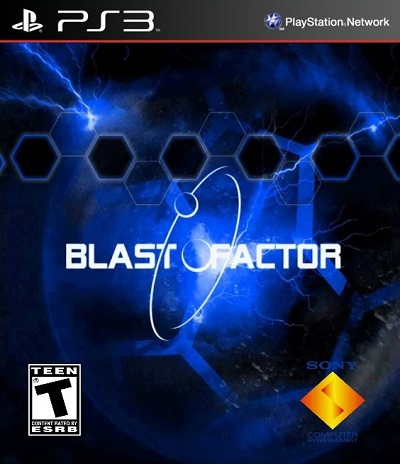 PS3
PlayStation Network
BLAST FACTOR
TEEN
T
CONTENT RATED BY
ESRB
SONY
COMPUTER
ENTERTAINMENT